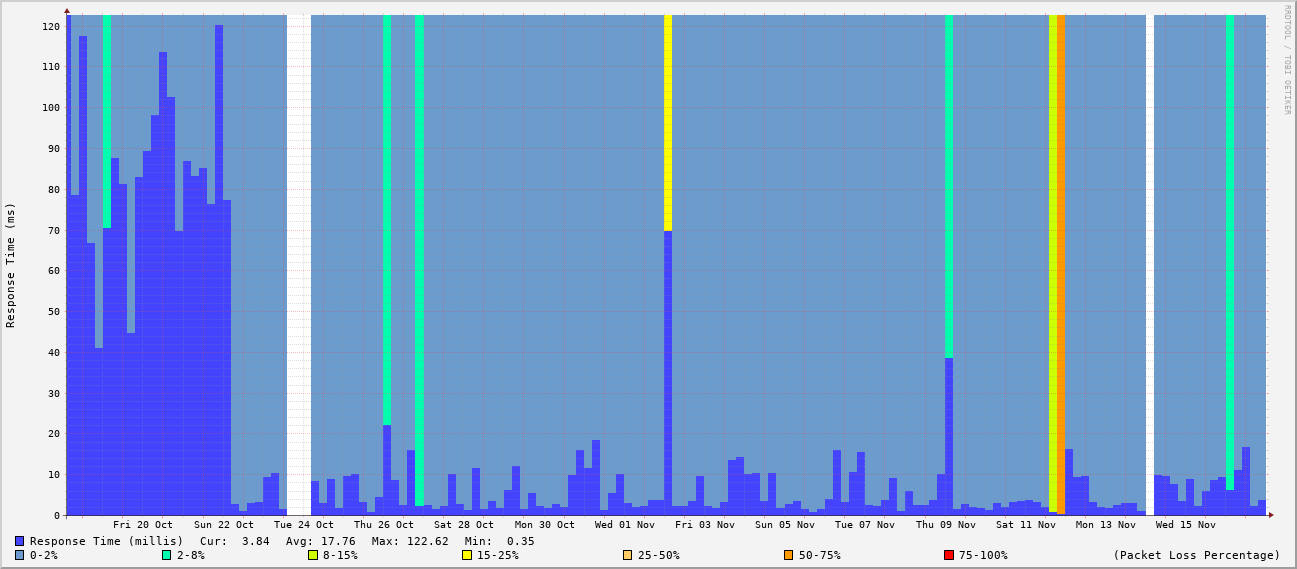 RRDTOOL / TOBI OETIKER
Response Time (ms)
120
110
100
90
80
70
60
50
40
30
20
10
0
Fri 20 Oct Sun 22 Oct Tue 24 Oct Thu 26 Oct Sat 28 Oct Mon 30 Oct Wed 01 Nov Fri 03 Nov Sun 05 Nov Tue 07 Nov Thu 09 Nov Sat 11 Nov Mon 13 Nov Wed 15 Nov
Response Time (millis) Cur: 3.84 Avg: 17.76 Max: 122.62 Min: 0.35
0-2% 2-8% 8-15% 15-25% 25-50% 50-75% 75-100% (Packet Loss Percentage)